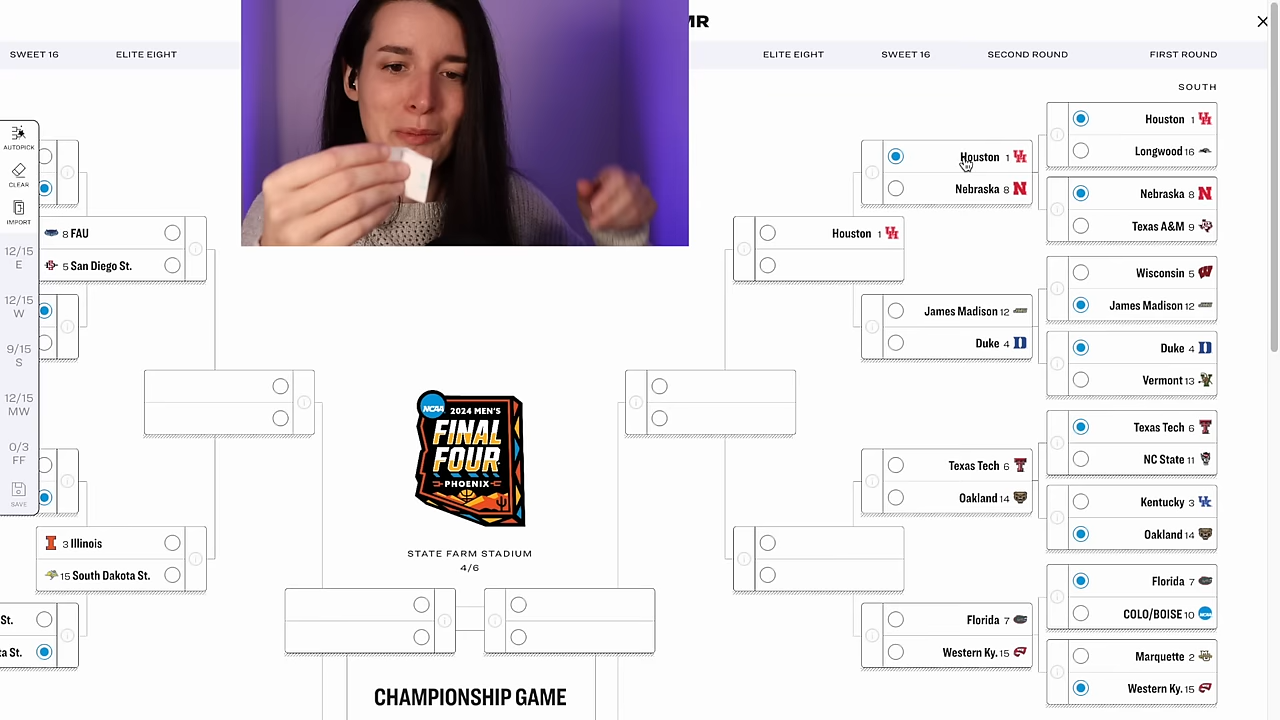 MR
SWEET 16
ELITE EIGHT
ELITE EIGHT
SWEET 16
SECOND ROUND
FIRST ROUND
SOUTH
AUTOPICK
CLEAR
IMPORT
12/15
E
12/15
W
9/15
S
12/15
MW
0/3
FF
SAVE
8 FAU
5 San Diego St.
3 Illinois
15 South Dakota St.
St.
ta St.
NCAA
2024 MEN'S
FINAL
FOUR
PHOENIX
STATE FARM STADIUM
4/6
CHAMPIONSHIP GAME
Houston 1
Houston 1
Nebraska 8
James Madison 12
Duke 4
Texas Tech 6
Oakland 14
Florida 7
Western Ky. 15
Houston 1
Longwood 16
Nebraska 8
Texas A&M 9
Wisconsin 5
James Madison 12
Duke 4
Vermont 13
Texas Tech 6
NC State 11
Kentucky 3
Oakland 14
Florida 7
COLO/BOISE 10
Marquette 2
Western Ky. 15